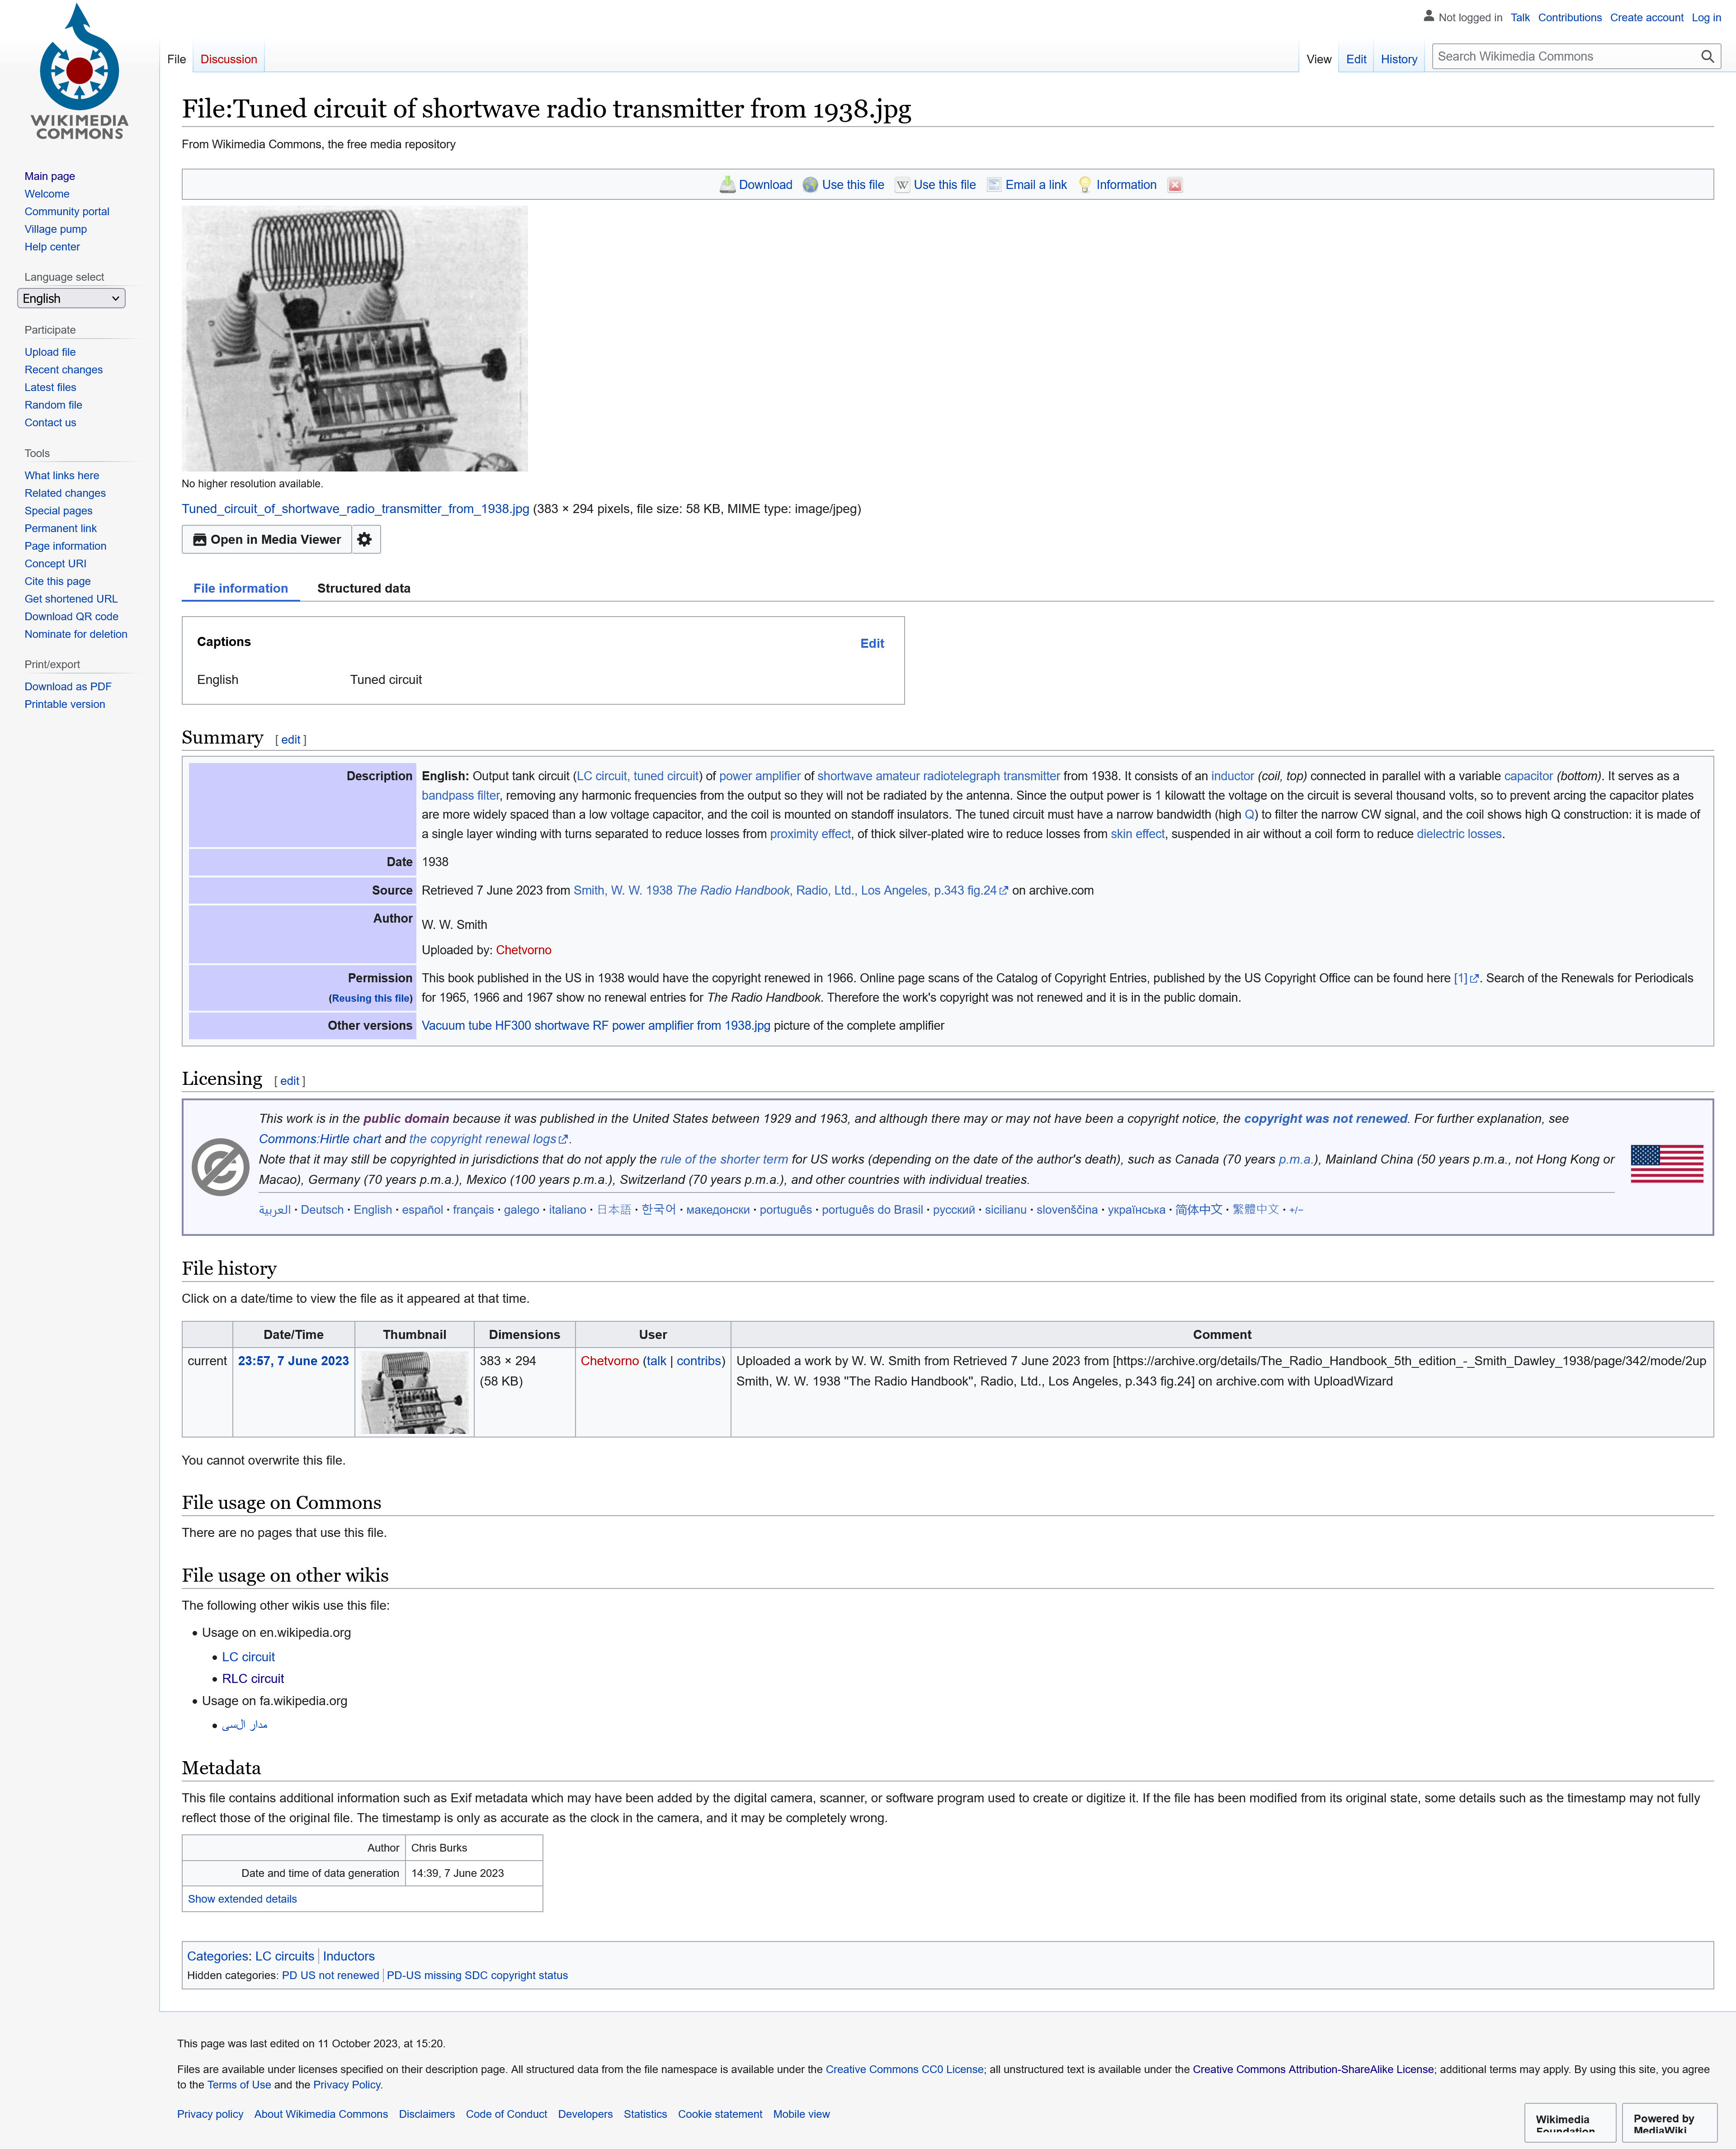 Not logged in Talk Contributions Create account Log in
File Discussion
View Edit History Search Wikimedia Commons
WIKIMEDIA
COMMONS
Main page
Welcome
Community portal
Village pump
Help center
Language select
English
Participate
Upload file
Recent changes
Latest files
Random file
Contact us
Tools
What links here
Related changes
Special pages
Permanent link
Page information
Concept URI
Cite this page
Get shortened URL
Download QR code
Nominate for deletion
Print/export
Download as PDF
Printable version
File:Tuned circuit of shortwave radio transmitter from 1938.jpg
From Wikimedia Commons, the free media repository
Download Use this file W Use this file Email a link Information
No higher resolution available.
Tuned_circuit_of_shortwave_radio_transmitter_from_1938.jpg (383 × 294 pixels, file size: 58 KB, MIME type: image/jpeg)
Open in Media Viewer
File information Structured data
Captions Edit
English Tuned circuit
Summary [ edit ]
Description English: Output tank circuit (LC circuit, tuned circuit) of power amplifier of shortwave amateur radiotelegraph transmitter from 1938. It consists of an inductor (coil, top) connected in parallel with a variable capacitor (bottom). It serves as a
bandpass filter, removing any harmonic frequencies from the output so they will not be radiated by the antenna. Since the output power is 1 kilowatt the voltage on the circuit is several thousand volts, so to prevent arcing the capacitor plates
are more widely spaced than a low voltage capacitor, and the coil is mounted on standoff insulators. The tuned circuit must have a narrow bandwidth (high Q) to filter the narrow CW signal, and the coil shows high Q construction: it is made of
a single layer winding with turns separated to reduce losses from proximity effect, of thick silver-plated wire to reduce losses from skin effect, suspended in air without a coil form to reduce dielectric losses.
Date 1938
Source Retrieved 7 June 2023 from Smith, W. W. 1938 The Radio Handbook, Radio, Ltd., Los Angeles, p.343 fig.24 on archive.com
Author W. W. Smith
Uploaded by: Chetvorno
Permission This book published in the US in 1938 would have the copyright renewed in 1966. Online page scans of the Catalog of Copyright Entries, published by the US Copyright Office can be found here [1]. Search of the Renewals for Periodicals
(Reusing this file) for 1965, 1966 and 1967 show no renewal entries for The Radio Handbook. Therefore the work's copyright was not renewed and it is in the public domain.
Other versions Vacuum tube HF300 shortwave RF power amplifier from 1938.jpg picture of the complete amplifier
Licensing [ edit ]
This work is in the public domain because it was published in the United States between 1929 and 1963, and although there may or may not have been a copyright notice, the copyright was not renewed. For further explanation, see
Commons:Hirtle chart and the copyright renewal logs.
Note that it may still be copyrighted in jurisdictions that do not apply the rule of the shorter term for US works (depending on the date of the author's death), such as Canada (70 years p.m.a.), Mainland China (50 years p.m.a., not Hong Kong or
Macao), Germany (70 years p.m.a.), Mexico (100 years p.m.a.), Switzerland (70 years p.m.a.), and other countries with individual treaties.
العربية · Deutsch · English · español · français · galego · italiano · 日本語 · 한국어 · македонски · português · português do Brasil · русский · sicilianu · slovenščina · українська · 简体中文 · 繁體中文 · +/−
File history
Click on a date/time to view the file as it appeared at that time.
Date/Time Thumbnail Dimensions User Comment
current 23:57, 7 June 2023 383 × 294 Chetvorno (talk | contribs) Uploaded a work by W. W. Smith from Retrieved 7 June 2023 from [https://archive.org/details/The_Radio_Handbook_5th_edition_-_Smith_Dawley_1938/page/342/mode/2up
(58 KB) Smith, W. W. 1938 "The Radio Handbook", Radio, Ltd., Los Angeles, p.343 fig.24] on archive.com with UploadWizard
You cannot overwrite this file.
File usage on Commons
There are no pages that use this file.
File usage on other wikis
The following other wikis use this file:
• Usage on en.wikipedia.org
• LC circuit
• RLC circuit
• Usage on fa.wikipedia.org
• مدار ال‌سی
Metadata
This file contains additional information such as Exif metadata which may have been added by the digital camera, scanner, or software program used to create or digitize it. If the file has been modified from its original state, some details such as the timestamp may not fully
reflect those of the original file. The timestamp is only as accurate as the clock in the camera, and it may be completely wrong.
Author Chris Burks
Date and time of data generation 14:39, 7 June 2023
Show extended details
Categories: LC circuits | Inductors
Hidden categories: PD US not renewed | PD-US missing SDC copyright status
This page was last edited on 11 October 2023, at 15:20.
Files are available under licenses specified on their description page. All structured data from the file namespace is available under the Creative Commons CC0 License; all unstructured text is available under the Creative Commons Attribution-ShareAlike License; additional terms may apply. By using this site, you agree
to the Terms of Use and the Privacy Policy.
Privacy policy About Wikimedia Commons Disclaimers Code of Conduct Developers Statistics Cookie statement Mobile view
Wikimedia Foundation
Powered by MediaWiki